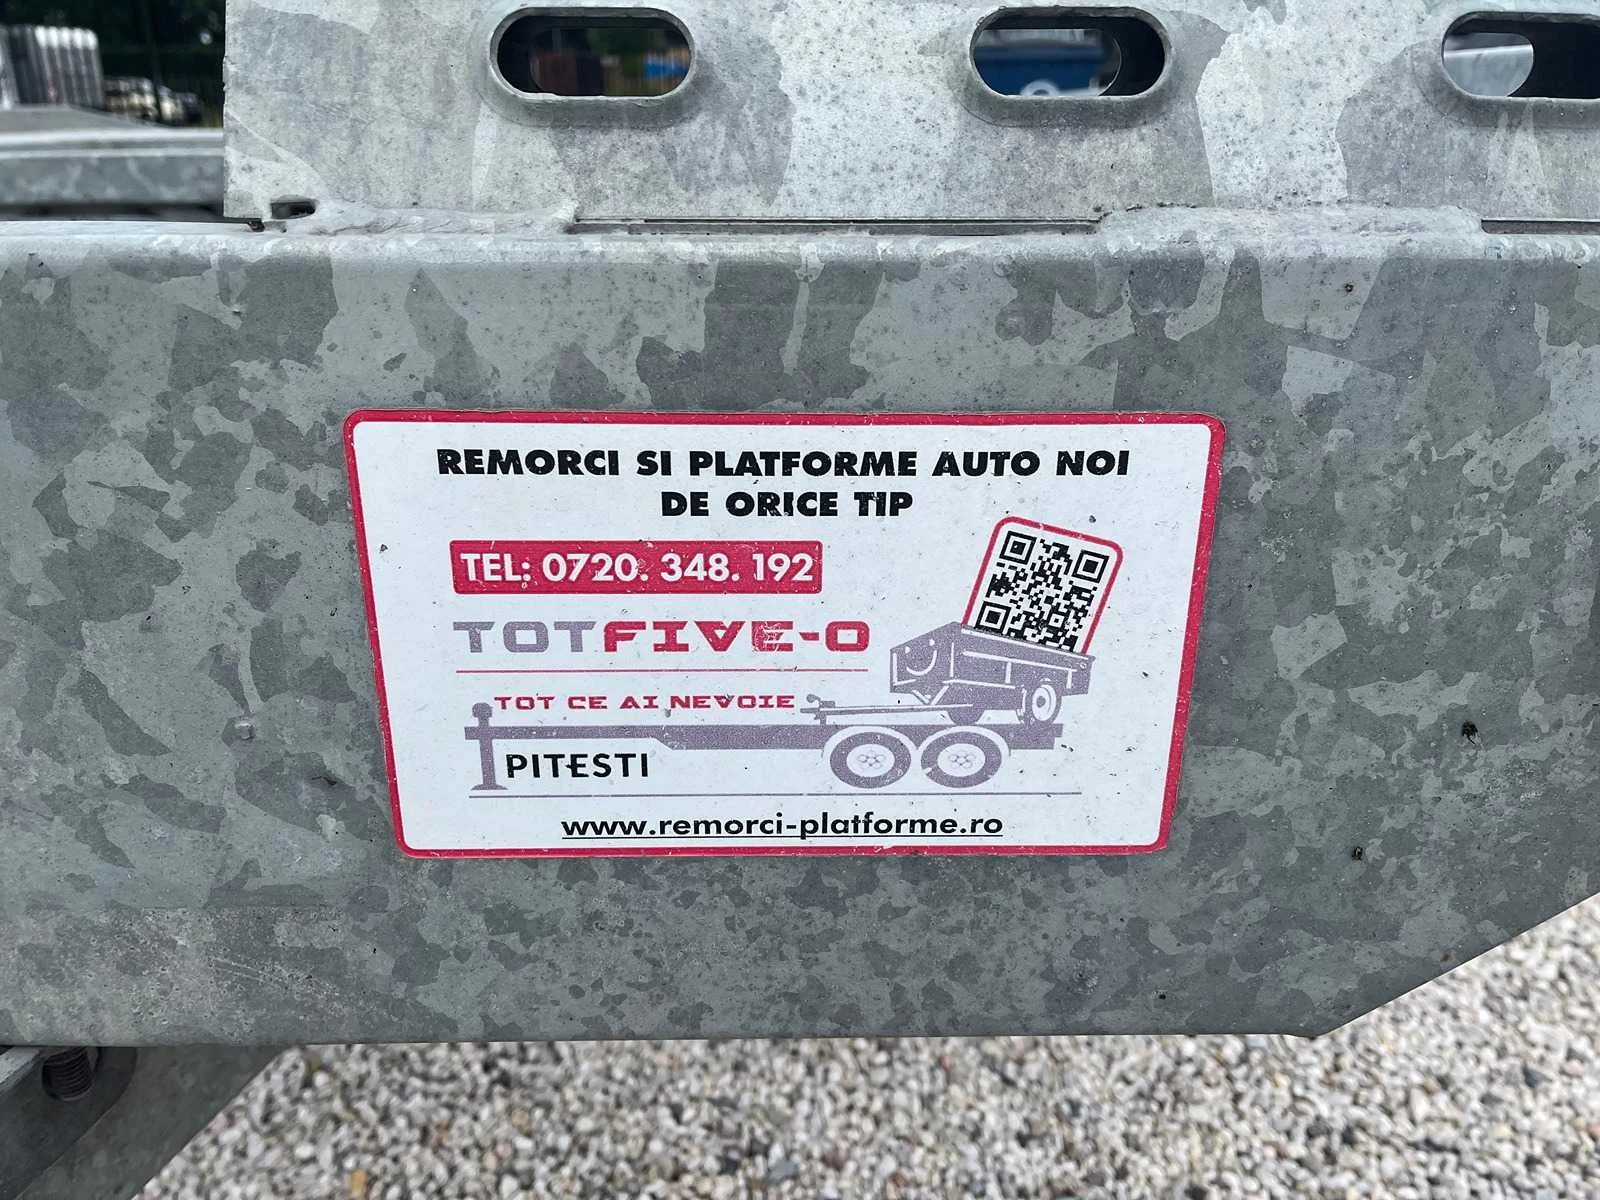 REMORCI SI PLATFORME AUTO NOI
DE ORICE TIP
TEL: 0720. 348. 192
TOTFIVE-O
TOT CE AI NEVOIE
PITESTI
www.remorci-platforme.ro